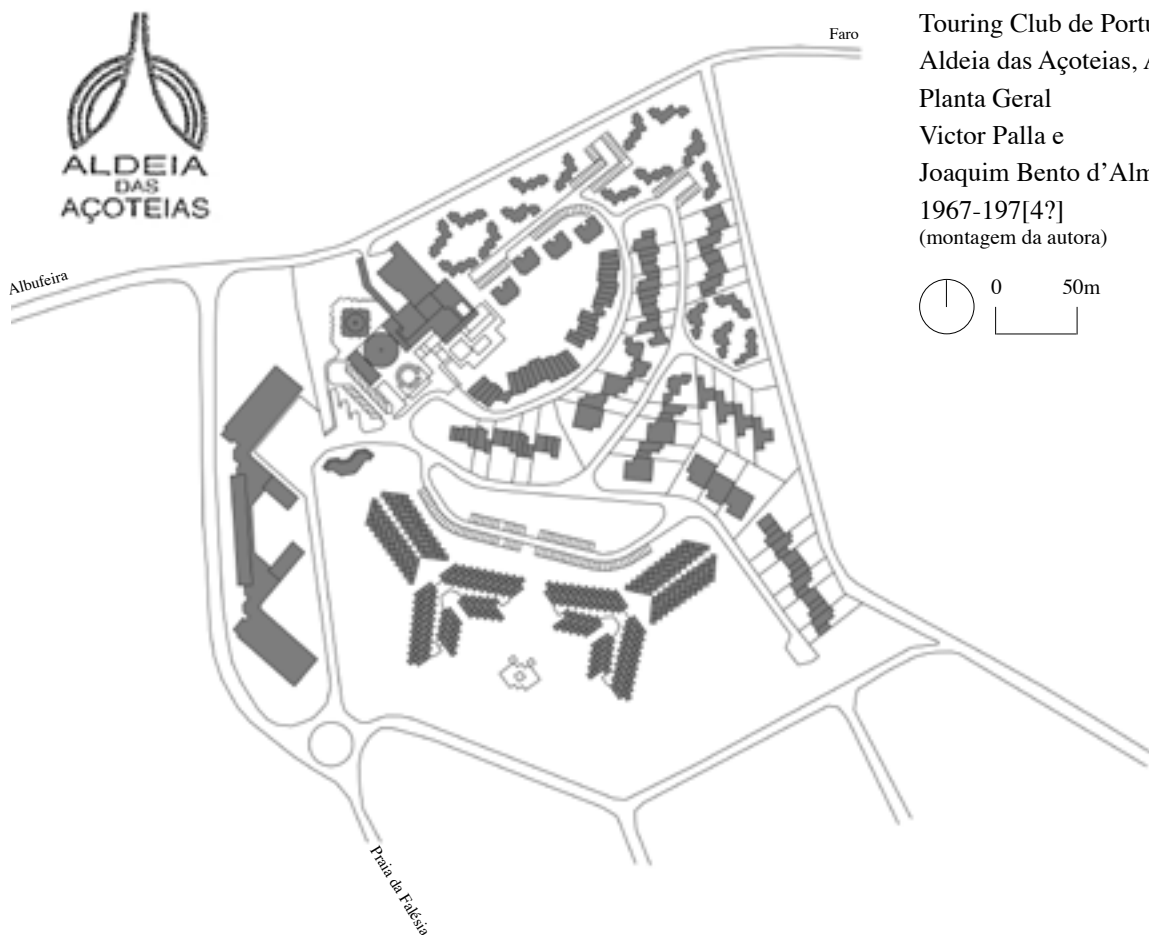 ALDEIA
DAS
AÇOTEIAS
Faro
Albufeira
Praia da Falésia
Touring Club de Portu
Aldeia das Açoteias, A
Planta Geral
Victor Palla e
Joaquim Bento d’Alm
1967-197[4?]
(montagem da autora)
0 50m